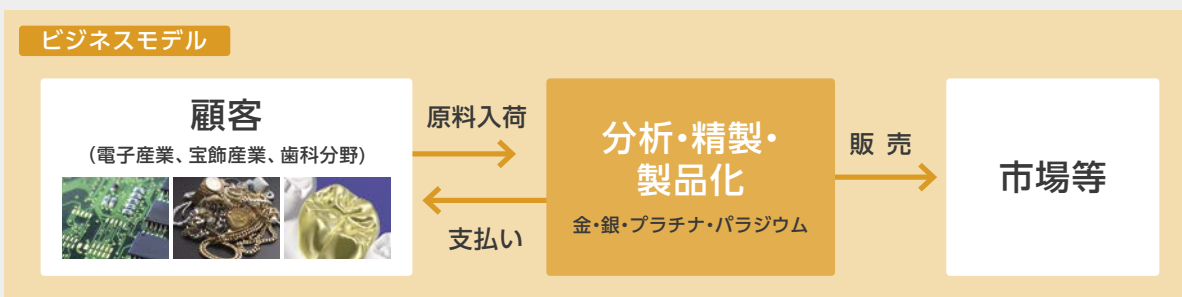 ビジネスモデル
顧客
(電子産業、宝飾産業、歯科分野)
原料入荷
支払い
分析・精製・
製品化
金・銀・プラチナ・パラジウム
販 売
市場等